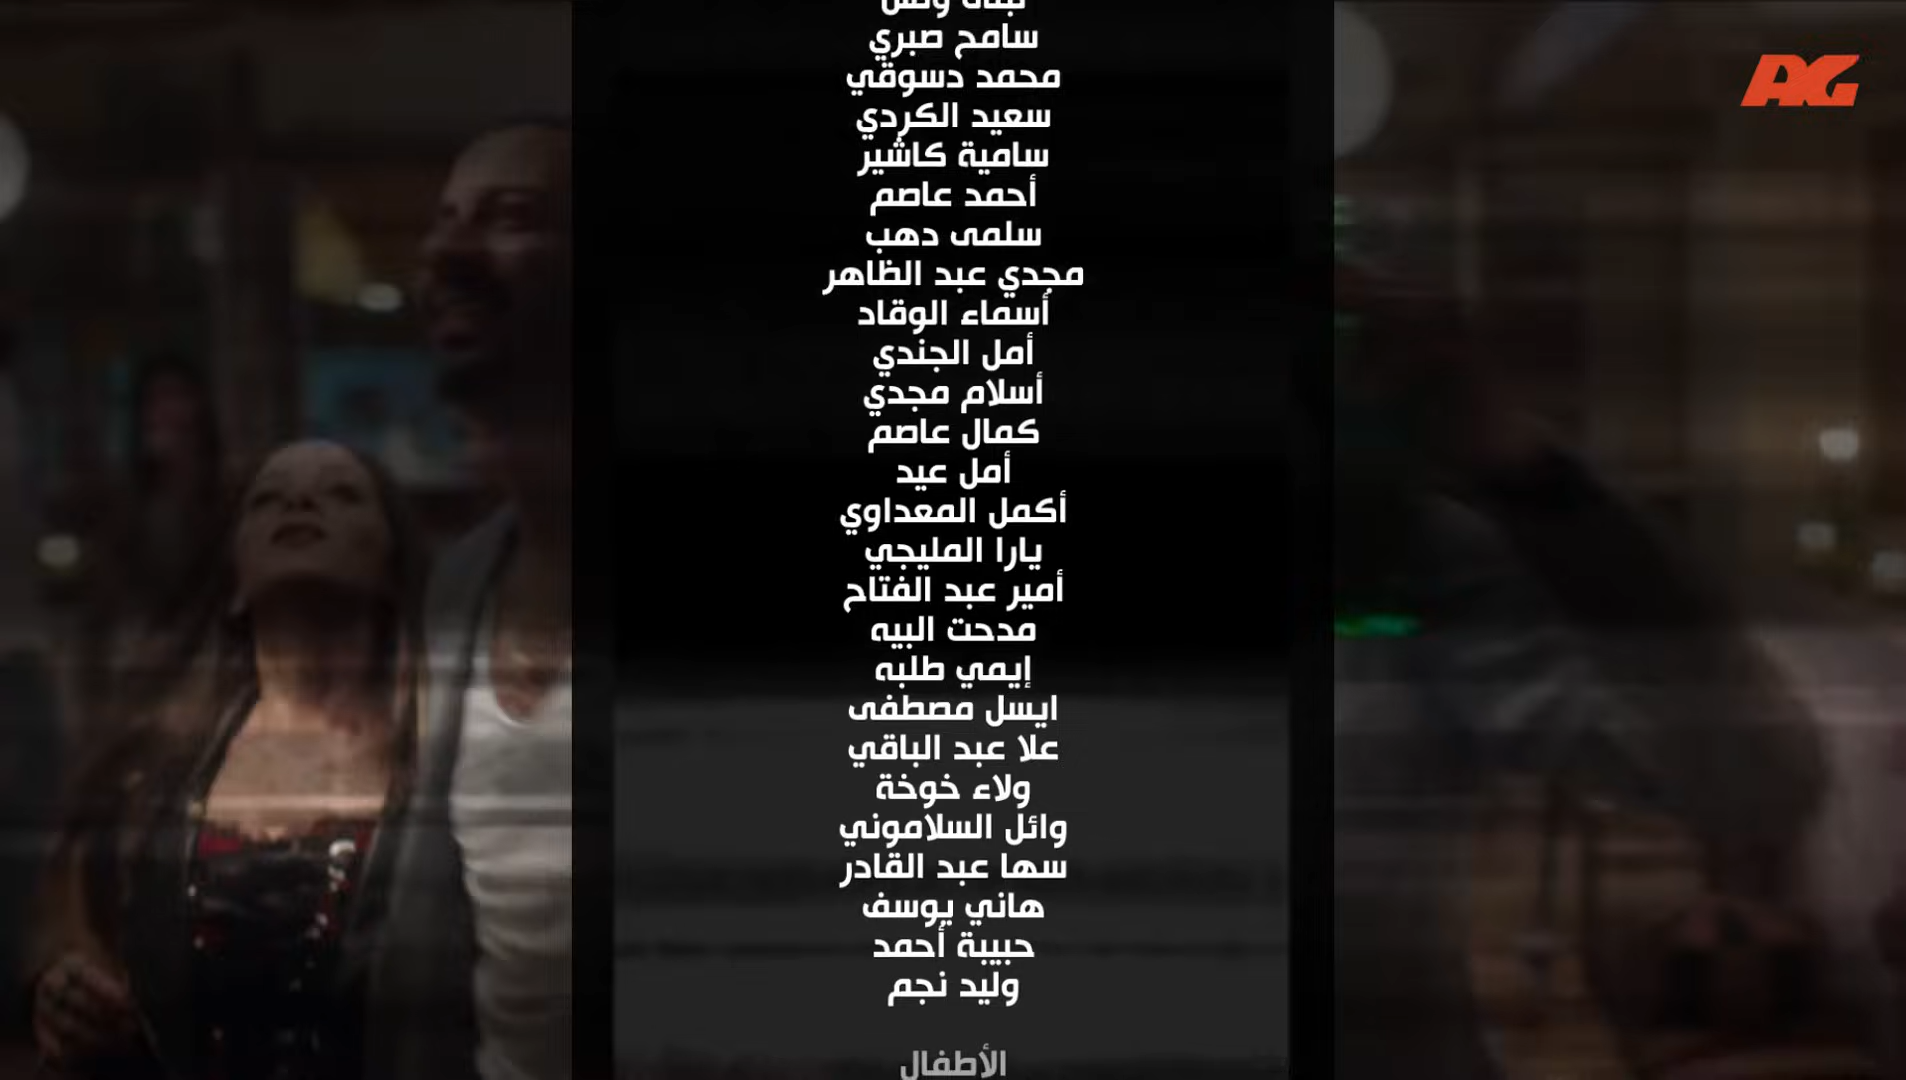 سامح صبري
AG
محمد دسوقي
سعيد الكردي
سامية كاشير
أحمد عاصم
سلمى دهب
مجدي عبد الظاهر
أسماء الوقاد
أمل الجندي
أسلام مجدي
كمال عاصم
أمل عيد
أكمل المعداوي
يارا المليجي
أمير عبد الفتاح
مدحت البيه
إيمي طلبه
ايسل مصطفى
علا عبد الباقي
ولاء خوخة
وائل السلاموني
سها عبد القادر
هاني يوسف
حبيبة أحمد
وليد نجم
الأطفال